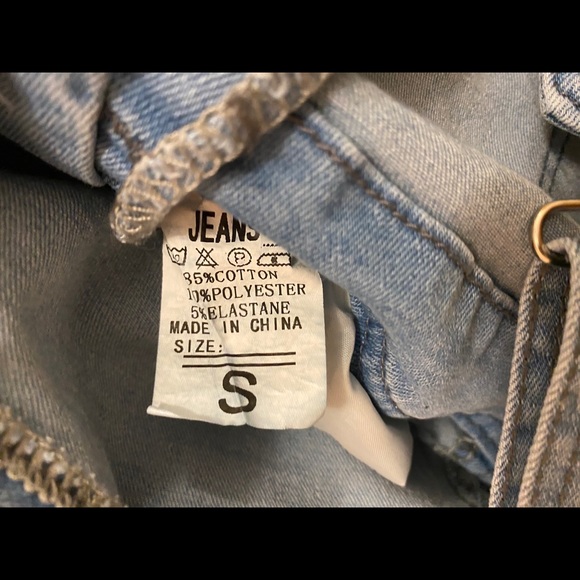 JEANS
85%COTTON
10%POLYESTER
5%ELASTANE
MADE IN CHINA
SIZE:
S